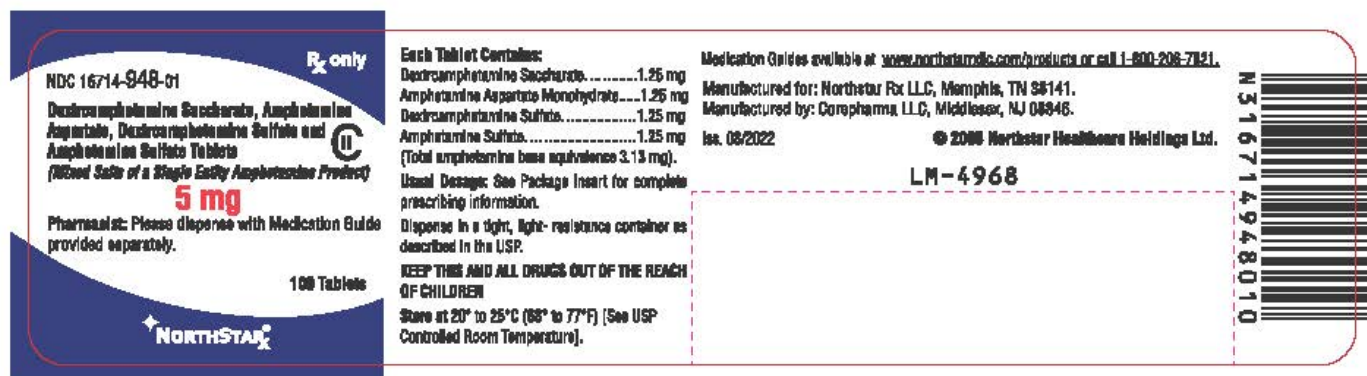 Rx only
NDC 16714-948-01
Dextroamphetamine Saccharate, Amphetamine
Aspartate, Dextroamphetamine Sulfate and
Amphetamine Sulfate Tablets
CII
(Mixed Salts of a Single Entity Amphetamine Product)
5 mg
Pharmacist: Please dispense with Medication Guide
provided separately.
100 Tablets
NORTHSTARx
Each Tablet Contains:
Dextroamphetamine Saccharate............1.25 mg
Amphetamine Aspartate Monohydrate.....1.25 mg
Dextroamphetamine Sulfate..................1.25 mg
Amphetamine Sulfate..........................1.25 mg
(Total amphetamine base equivalence 3.13 mg).
Usual Dosage: See Package Insert for complete
prescribing information.
Dispense in a tight, light- resistance container as
described in the USP.
KEEP THIS AND ALL DRUGS OUT OF THE REACH
OF CHILDREN
Store at 20° to 25°C (68° to 77°F) [See USP
Controlled Room Temperature].
Medication Guides available at www.northstarrxllc.com/products or call 1-800-206-7821.
Manufactured for: Northstar Rx LLC, Memphis, TN 38141.
Manufactured by: Corepharma LLC, Middlesex, NJ 08846.
Iss. 08/2022
© Northstar Healthcare Holdings Ltd.
LM-4968
N316714948010